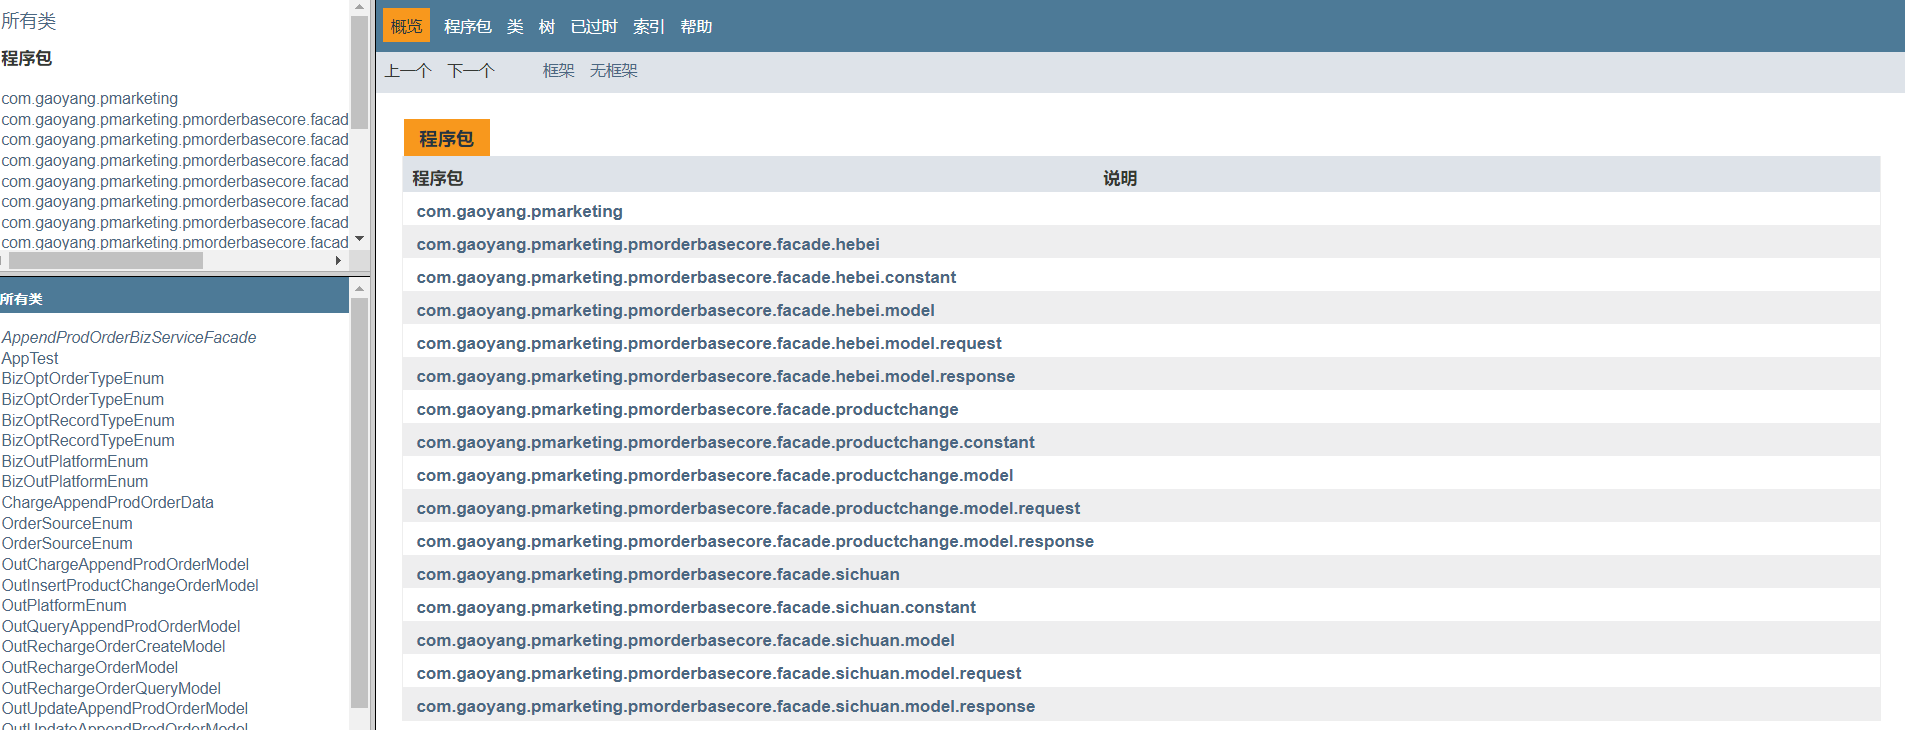 所有类
程序包
com.gaoyang.pmarketing
com.gaoyang.pmarketing.pmorderbasecore.facad
com.gaoyang.pmarketing.pmorderbasecore.facad
com.gaoyang.pmarketing.pmorderbasecore.facad
com.gaoyang.pmarketing.pmorderbasecore.facad
com.gaoyang.pmarketing.pmorderbasecore.facad
com.gaoyang.pmarketing.pmorderbasecore.facad
com.gaoyang.pmarketing.pmorderbasecore.facad
所有类
AppendProdOrderBizServiceFacade
AppTest
BizOptOrderTypeEnum
BizOptOrderTypeEnum
BizOptRecordTypeEnum
BizOptRecordTypeEnum
BizOutPlatformEnum
BizOutPlatformEnum
ChargeAppendProdOrderData
OrderSourceEnum
OrderSourceEnum
OutChargeAppendProdOrderModel
OutInsertProductChangeOrderModel
OutPlatformEnum
OutQueryAppendProdOrderModel
OutRechargeOrderCreateModel
OutRechargeOrderModel
OutRechargeOrderQueryModel
OutUpdateAppendProdOrderModel
OutUpdateAppendProdOrderModel
概览 程序包 类 树 已过时 索引 帮助
上一个 下一个 框架 无框架
程序包
程序包 说明
com.gaoyang.pmarketing
com.gaoyang.pmarketing.pmorderbasecore.facade.hebei
com.gaoyang.pmarketing.pmorderbasecore.facade.hebei.constant
com.gaoyang.pmarketing.pmorderbasecore.facade.hebei.model
com.gaoyang.pmarketing.pmorderbasecore.facade.hebei.model.request
com.gaoyang.pmarketing.pmorderbasecore.facade.hebei.model.response
com.gaoyang.pmarketing.pmorderbasecore.facade.productchange
com.gaoyang.pmarketing.pmorderbasecore.facade.productchange.constant
com.gaoyang.pmarketing.pmorderbasecore.facade.productchange.model
com.gaoyang.pmarketing.pmorderbasecore.facade.productchange.model.request
com.gaoyang.pmarketing.pmorderbasecore.facade.productchange.model.response
com.gaoyang.pmarketing.pmorderbasecore.facade.sichuan
com.gaoyang.pmarketing.pmorderbasecore.facade.sichuan.constant
com.gaoyang.pmarketing.pmorderbasecore.facade.sichuan.model
com.gaoyang.pmarketing.pmorderbasecore.facade.sichuan.model.request
com.gaoyang.pmarketing.pmorderbasecore.facade.sichuan.model.response